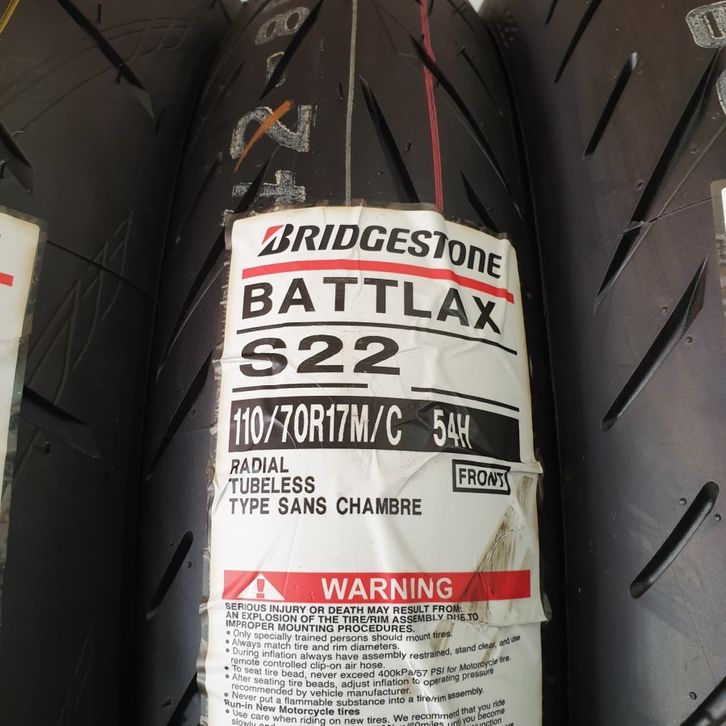 BRIDGESTONE
BATTLAX
S22
110/70R17M/C 54H
RADIAL
TUBELESS
TYPE SANS CHAMBRE
FRONT
WARNING
SERIOUS INJURY OR DEATH MAY RESULT FROM:
AN EXPLOSION OF THE TIRE/RIM ASSEMBLY DUE TO
IMPROPER MOUNTING PROCEDURES.
• Only specially trained persons should mount tires.
• Always match tire and rim diameters.
• During inflation always have assembly restrained, stand clear, and use
remote controlled clip-on air hose.
• To seat tire bead, never exceed 400kPa/57 PSI for Motorcycle tire.
• After seating tire beads, adjust inflation to operating pressure
recommended by vehicle manufacturer.
• Never put a flammable substance into a tire/rim assembly.
Run-in New Motorcycle tires
• Use care when riding on new tires. We recommend that you ride
slowly and
until you become